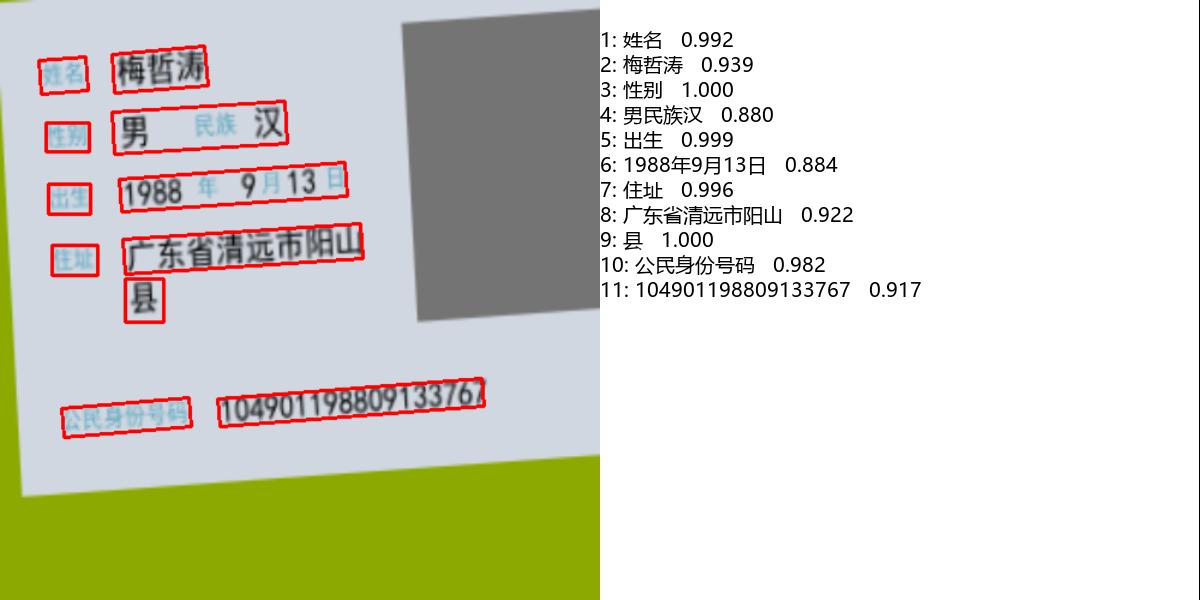 姓名 梅哲涛
性别 男 民族 汉
出生 1988 年 9 月 13 日
住址 广东省清远市阳山
县
公民身份号码 104901198809133767
1: 姓名 0.992
2: 梅哲涛 0.939
3: 性别 1.000
4: 男民族汉 0.880
5: 出生 0.999
6: 1988年9月13日 0.884
7: 住址 0.996
8: 广东省清远市阳山 0.922
9: 县 1.000
10: 公民身份号码 0.982
11: 104901198809133767 0.917